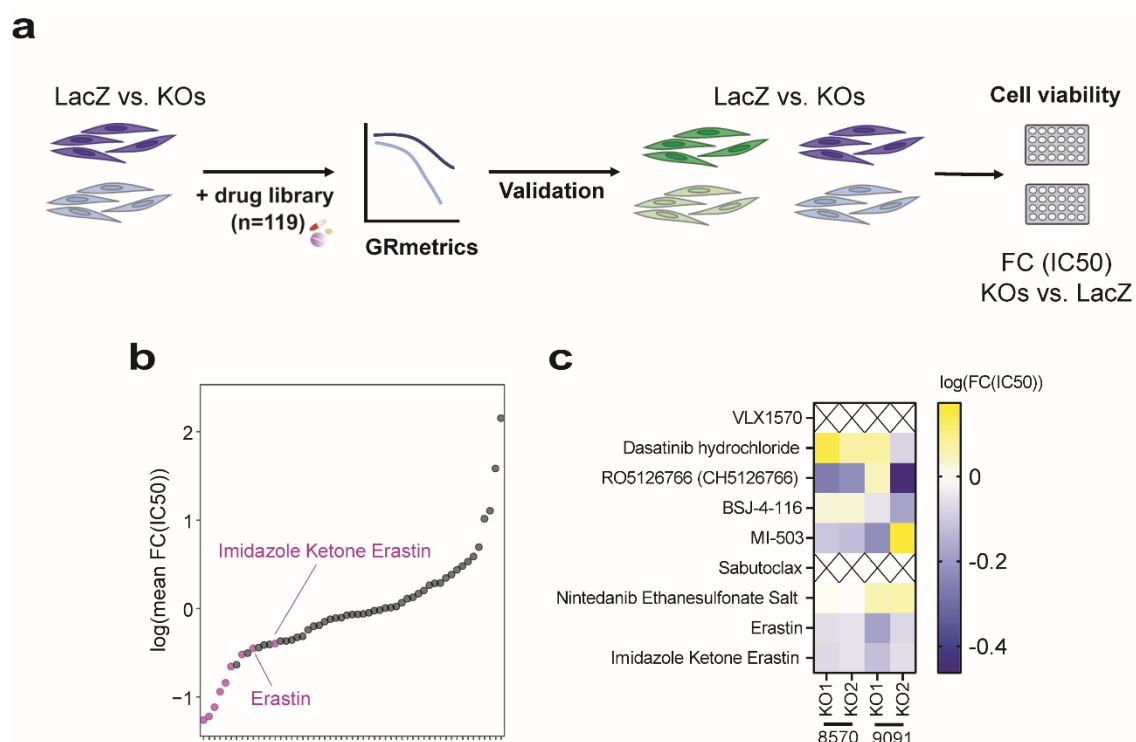 a
LacZ vs. KOs
+ drug library
(n=119)
GRmetrics
Validation
LacZ vs. KOs
Cell viability
FC (IC50)
KOs vs. LacZ
b
log(mean FC(IC50))
2
1
0
−1
Imidazole Ketone Erastin
Erastin
c
log(FC(IC50))
VLX1570
Dasatinib hydrochloride
RO5126766 (CH5126766)
BSJ-4-116
MI-503
Sabutoclax
Nintedanib Ethanesulfonate Salt
Erastin
Imidazole Ketone Erastin
0
-0.2
-0.4
KO1 KO2 KO1 KO2
8570 9091